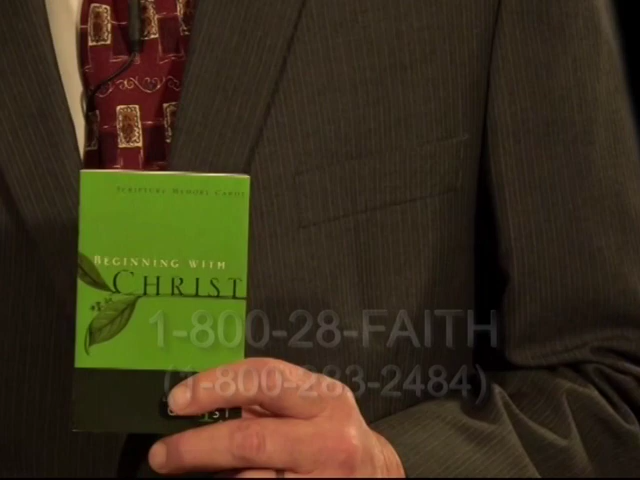 SCRIPTURE MEMORY CARDS
BEGINNING WITH
CHRIST
1-800-28-FAITH
(1-800-283-2484)